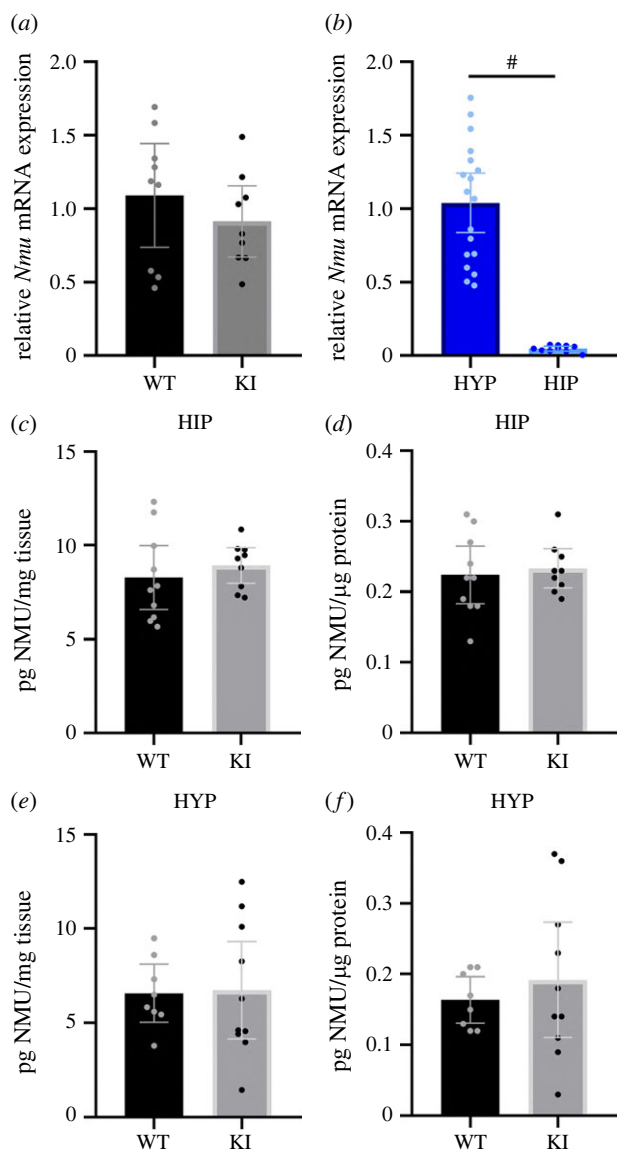 (a)
(b)
relative Nmu mRNA expression
2.0
1.5
1.0
0.5
0
WT
KI
relative Nmu mRNA expression
2.0
1.5
1.0
0.5
0
#
HYP
HIP
(c)
HIP
(d)
HIP
pg NMU/mg tissue
15
10
5
0
WT
KI
pg NMU/µg protein
0.4
0.3
0.2
0.1
0
WT
KI
(e)
HYP
(f)
HYP
pg NMU/mg tissue
15
10
5
0
WT
KI
pg NMU/µg protein
0.4
0.3
0.2
0.1
0
WT
KI